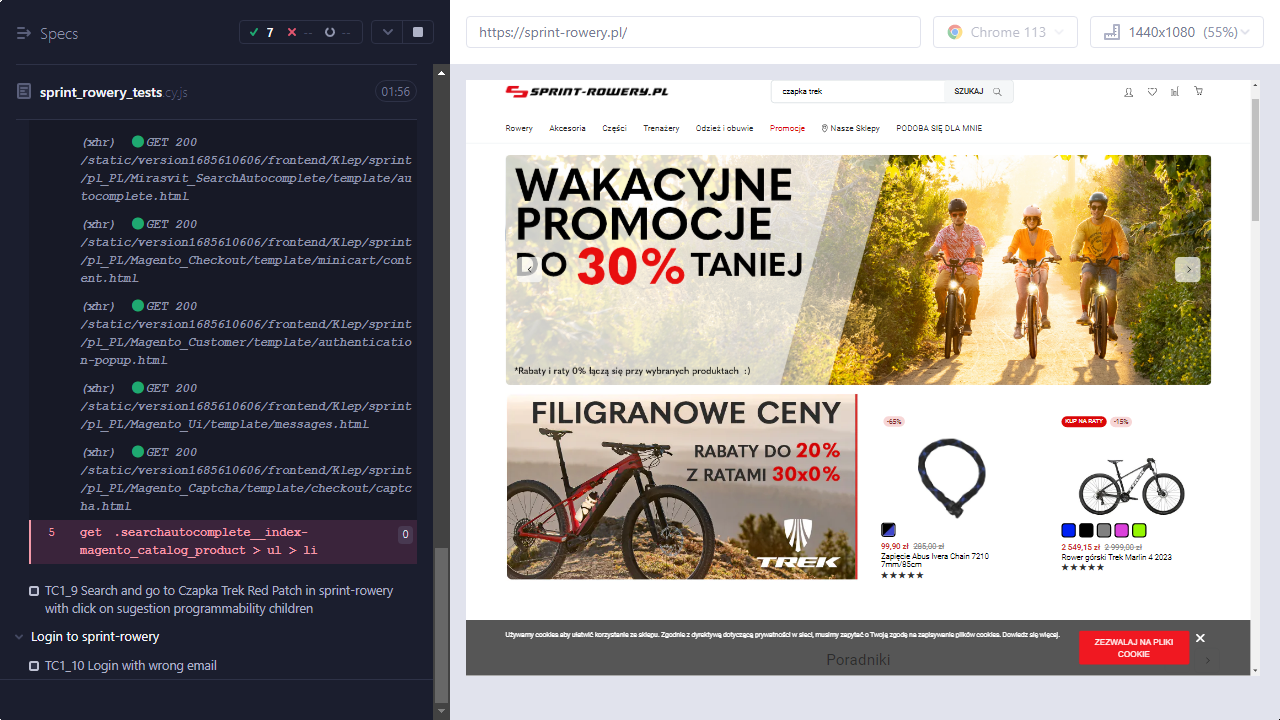 Specs
7
--
--
https://sprint-rowery.pl/
Chrome 113
1440x1080 (55%)
sprint_rowery_tests.cy.js
01:56
(xhr) GET 200
/static/version1685610606/frontend/Klep/sprint
/pl_PL/Mirasvit_SearchAutocomplete/template/au
tocomplete.html
(xhr) GET 200
/static/version1685610606/frontend/Klep/sprint
/pl_PL/Magento_Checkout/template/minicart/con
tent.html
(xhr) GET 200
/static/version1685610606/frontend/Klep/sprint
/pl_PL/Magento_Customer/template/authenticatio
n-popup.html
(xhr) GET 200
/static/version1685610606/frontend/Klep/sprint
/pl_PL/Magento_Ui/template/messages.html
(xhr) GET 200
/static/version1685610606/frontend/Klep/sprint
/pl_PL/Magento_Captcha/template/checkout/captc
ha.html
5 get .searchautocomplete__index-
magento_catalog_product > ul > li
0
TC1_9 Search and go to Czapka Trek Red Patch in sprint-rowery
with click on sugestion programmability children
Login to sprint-rowery
TC1_10 Login with wrong email
SPRINT-ROWERY.PL
czapka trek
SZUKAJ
Rowery Akcesoria Części Trenażery Odzież i obuwie Promocje Nasze Sklepy PODOBA SIĘ DLA MNIE
WAKACYJNE
PROMOCJE
DO 30% TANIEJ
*Rabaty i raty 0% łączą się przy wybranych produktach :)
FILIGRANOWE CENY
RABATY DO 20%
Z RATAMI 30x0%
TREK
-65%
99,90 zł 285,00 zł
Zapięcie Abus Ivera Chain 7210
7mm/85cm
KUP NA RATY -15%
2 549,15 zł 2 999,00 zł
Rower górski Trek Marlin 4 2023
Używamy cookies aby ułatwić korzystanie ze sklepu. Zgodnie z dyrektywą dotyczącą prywatności w sieci, musimy zapytać o Twoją zgodę na zapisywanie plików cookies. Dowiedz się więcej.
ZEZWALAJ NA PLIKI
COOKIE
Poradniki